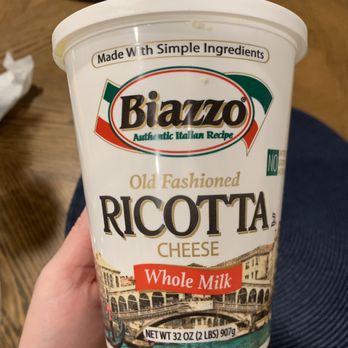 Made With Simple Ingredients
Biazzo®
Authentic Italian Recipe
Old Fashioned
RICOTTA
CHEESE
Whole Milk
NO
NET WT 32 OZ (2 LBS) 907g